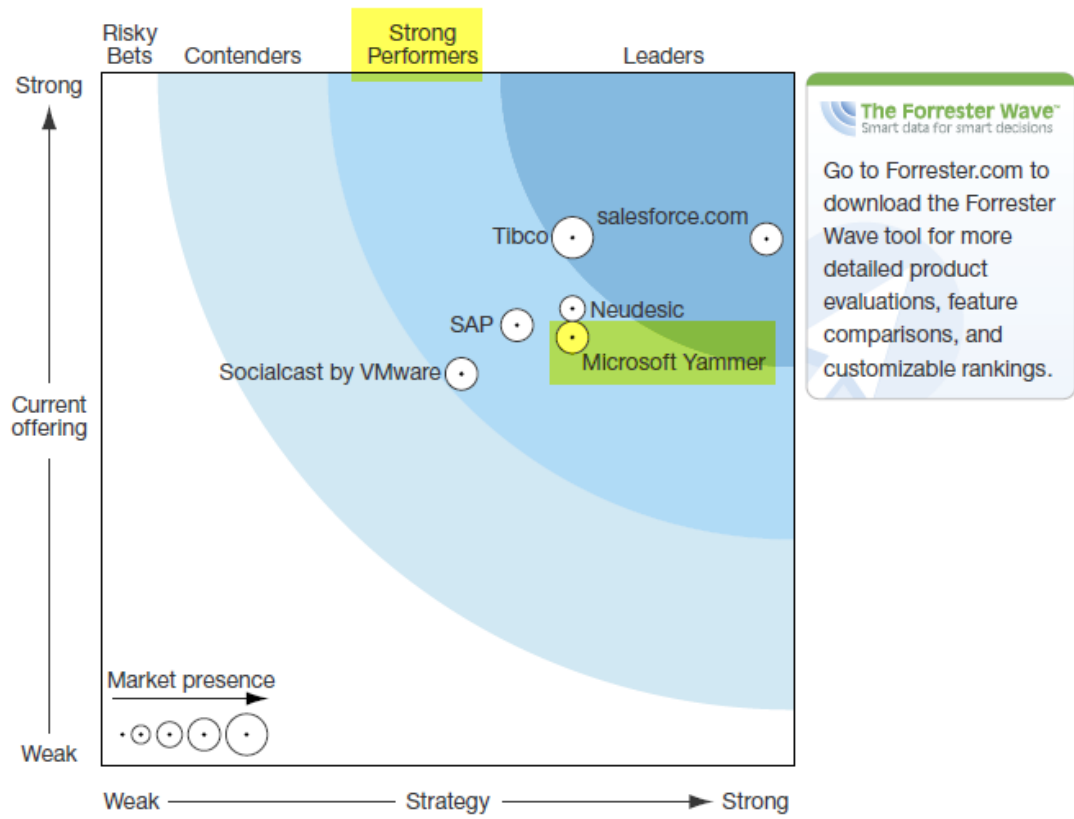 Risky
Bets
Contenders
Strong
Performers
Leaders
Strong
Current
offering
Weak
Tibco
salesforce.com
Neudesic
SAP
Microsoft Yammer
Socialcast by VMware
Market presence
Weak
Strategy
Strong
The Forrester Wave™
Smart data for smart decisions
Go to Forrester.com to
download the Forrester
Wave tool for more
detailed product
evaluations, feature
comparisons, and
customizable rankings.